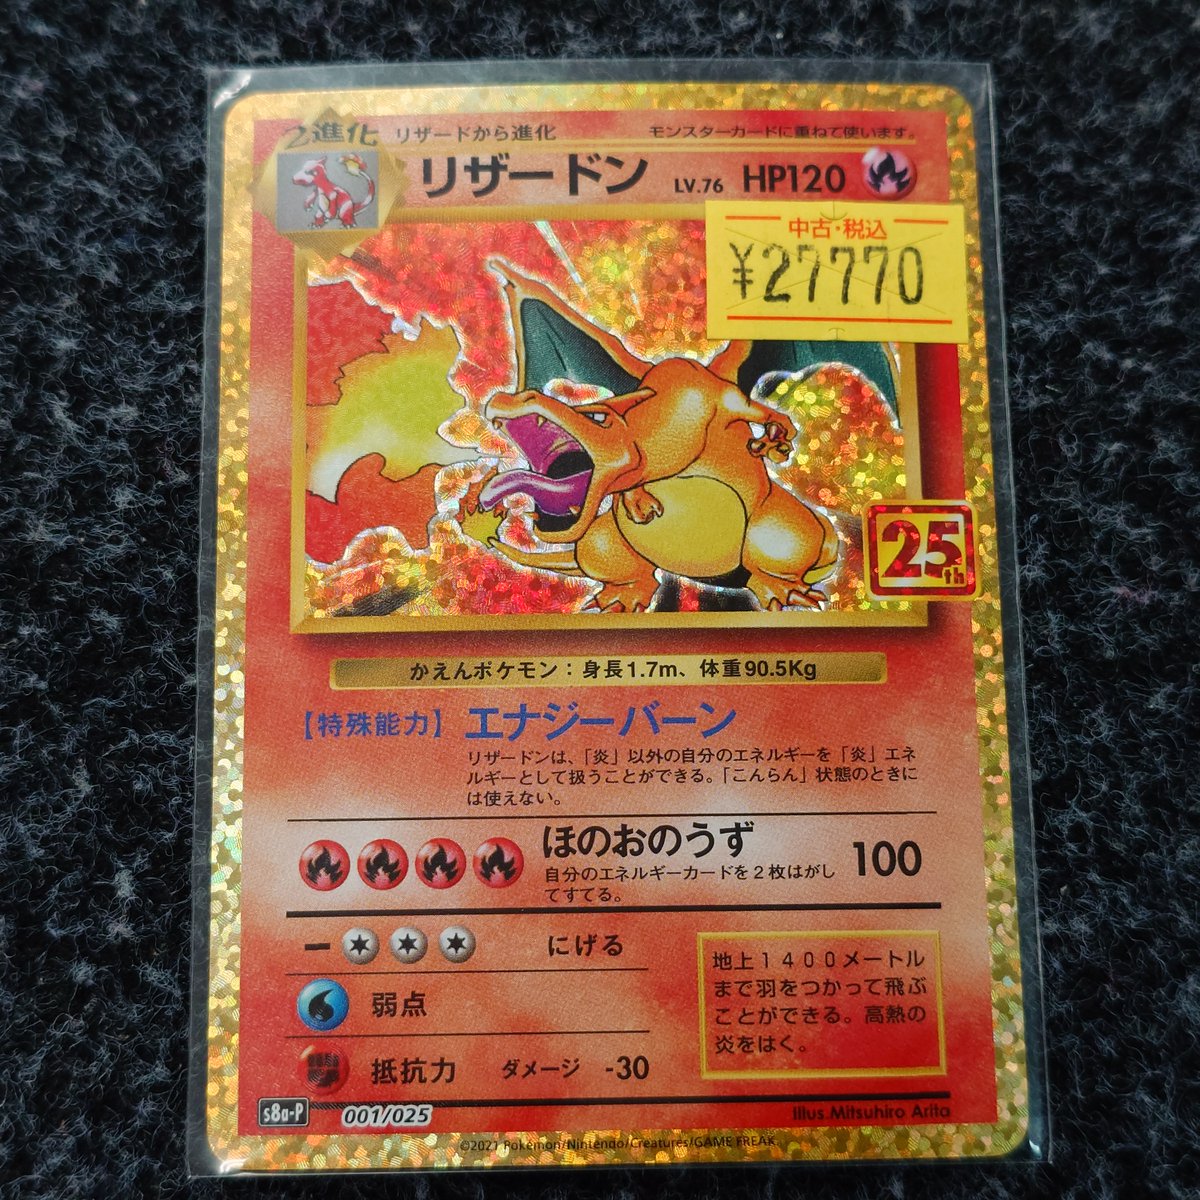 2進化 リザードから進化 モンスターカードに重ねて使います。
リザードン LV.76 HP120
中古・税込
¥27770
25th
かえんポケモン：身長1.7m、体重90.5Kg
【特殊能力】エナジーバーン
リザードンは、「炎」以外の自分のエネルギーを「炎」エネ
ルギーとして扱うことができる。「こんらん」状態のときに
は使えない。
ほのおのうず 100
自分のエネルギーカードを2枚はがし
てすてる。
にげる
弱点
抵抗力 ダメージ -30
地上1400メートル
まで羽をつかって飛ぶ
ことができる。高熱の
炎をはく。
s8a-P 001/025
Illus Mitsuhiro Arita
©2021 Pokémon/Nintendo/Creatures/GAME FREAK.